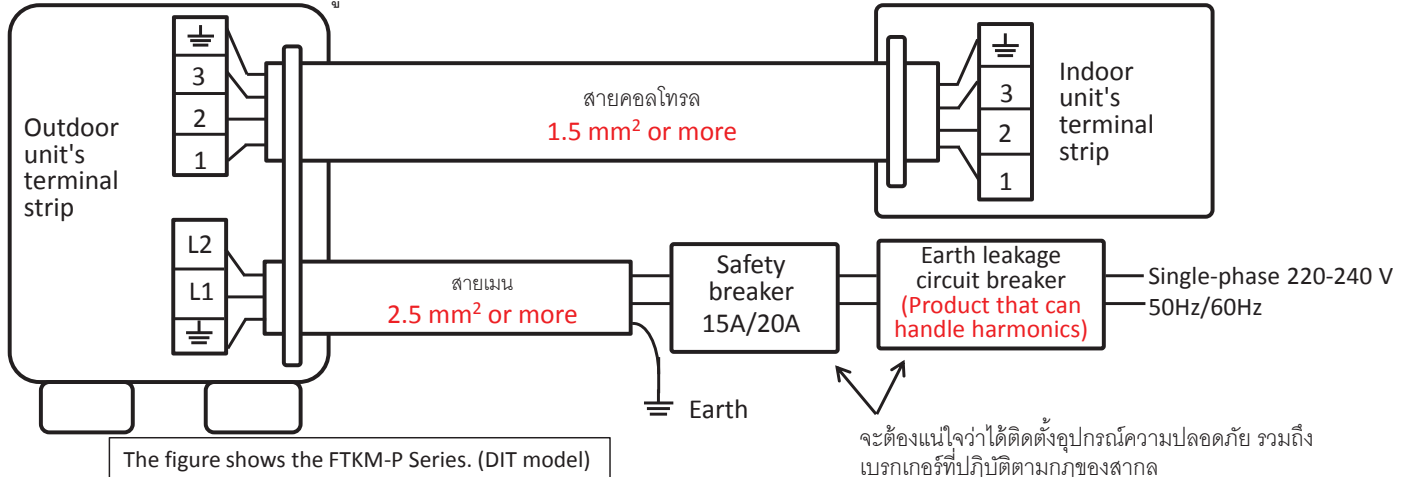 Outdoor
unit's
terminal
strip
3
2
1
L2
L1
สายคอลโทรล
1.5 mm² or more
3
2
1
Indoor
unit's
terminal
strip
สายเมน
2.5 mm² or more
Earth
Safety
breaker
15A/20A
Earth leakage
circuit breaker
(Product that can
handle harmonics)
Single-phase 220-240 V
50Hz/60Hz
จะต้องแน่ใจว่าได้ติดตั้งอุปกรณ์ความปลอดภัย รวมถึง
เบรกเกอร์ที่ปฏิบัติตามกฎของสากล
The figure shows the FTKM-P Series. (DIT model)